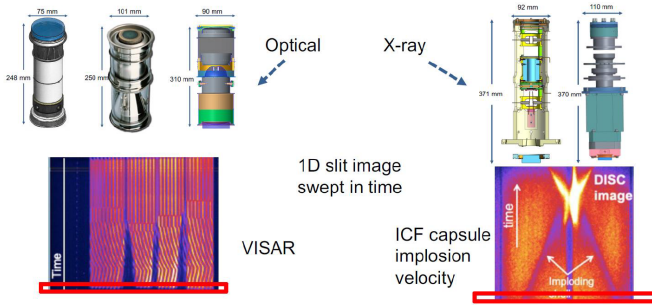 75 mm
101 mm
90 mm
92 mm
110 mm
248 mm
250 mm
310 mm
371 mm
370 mm
Optical
X-ray
1D slit image
swept in time
VISAR
ICF capsule
implosion
velocity
Time
time
DISC
image
Imploding